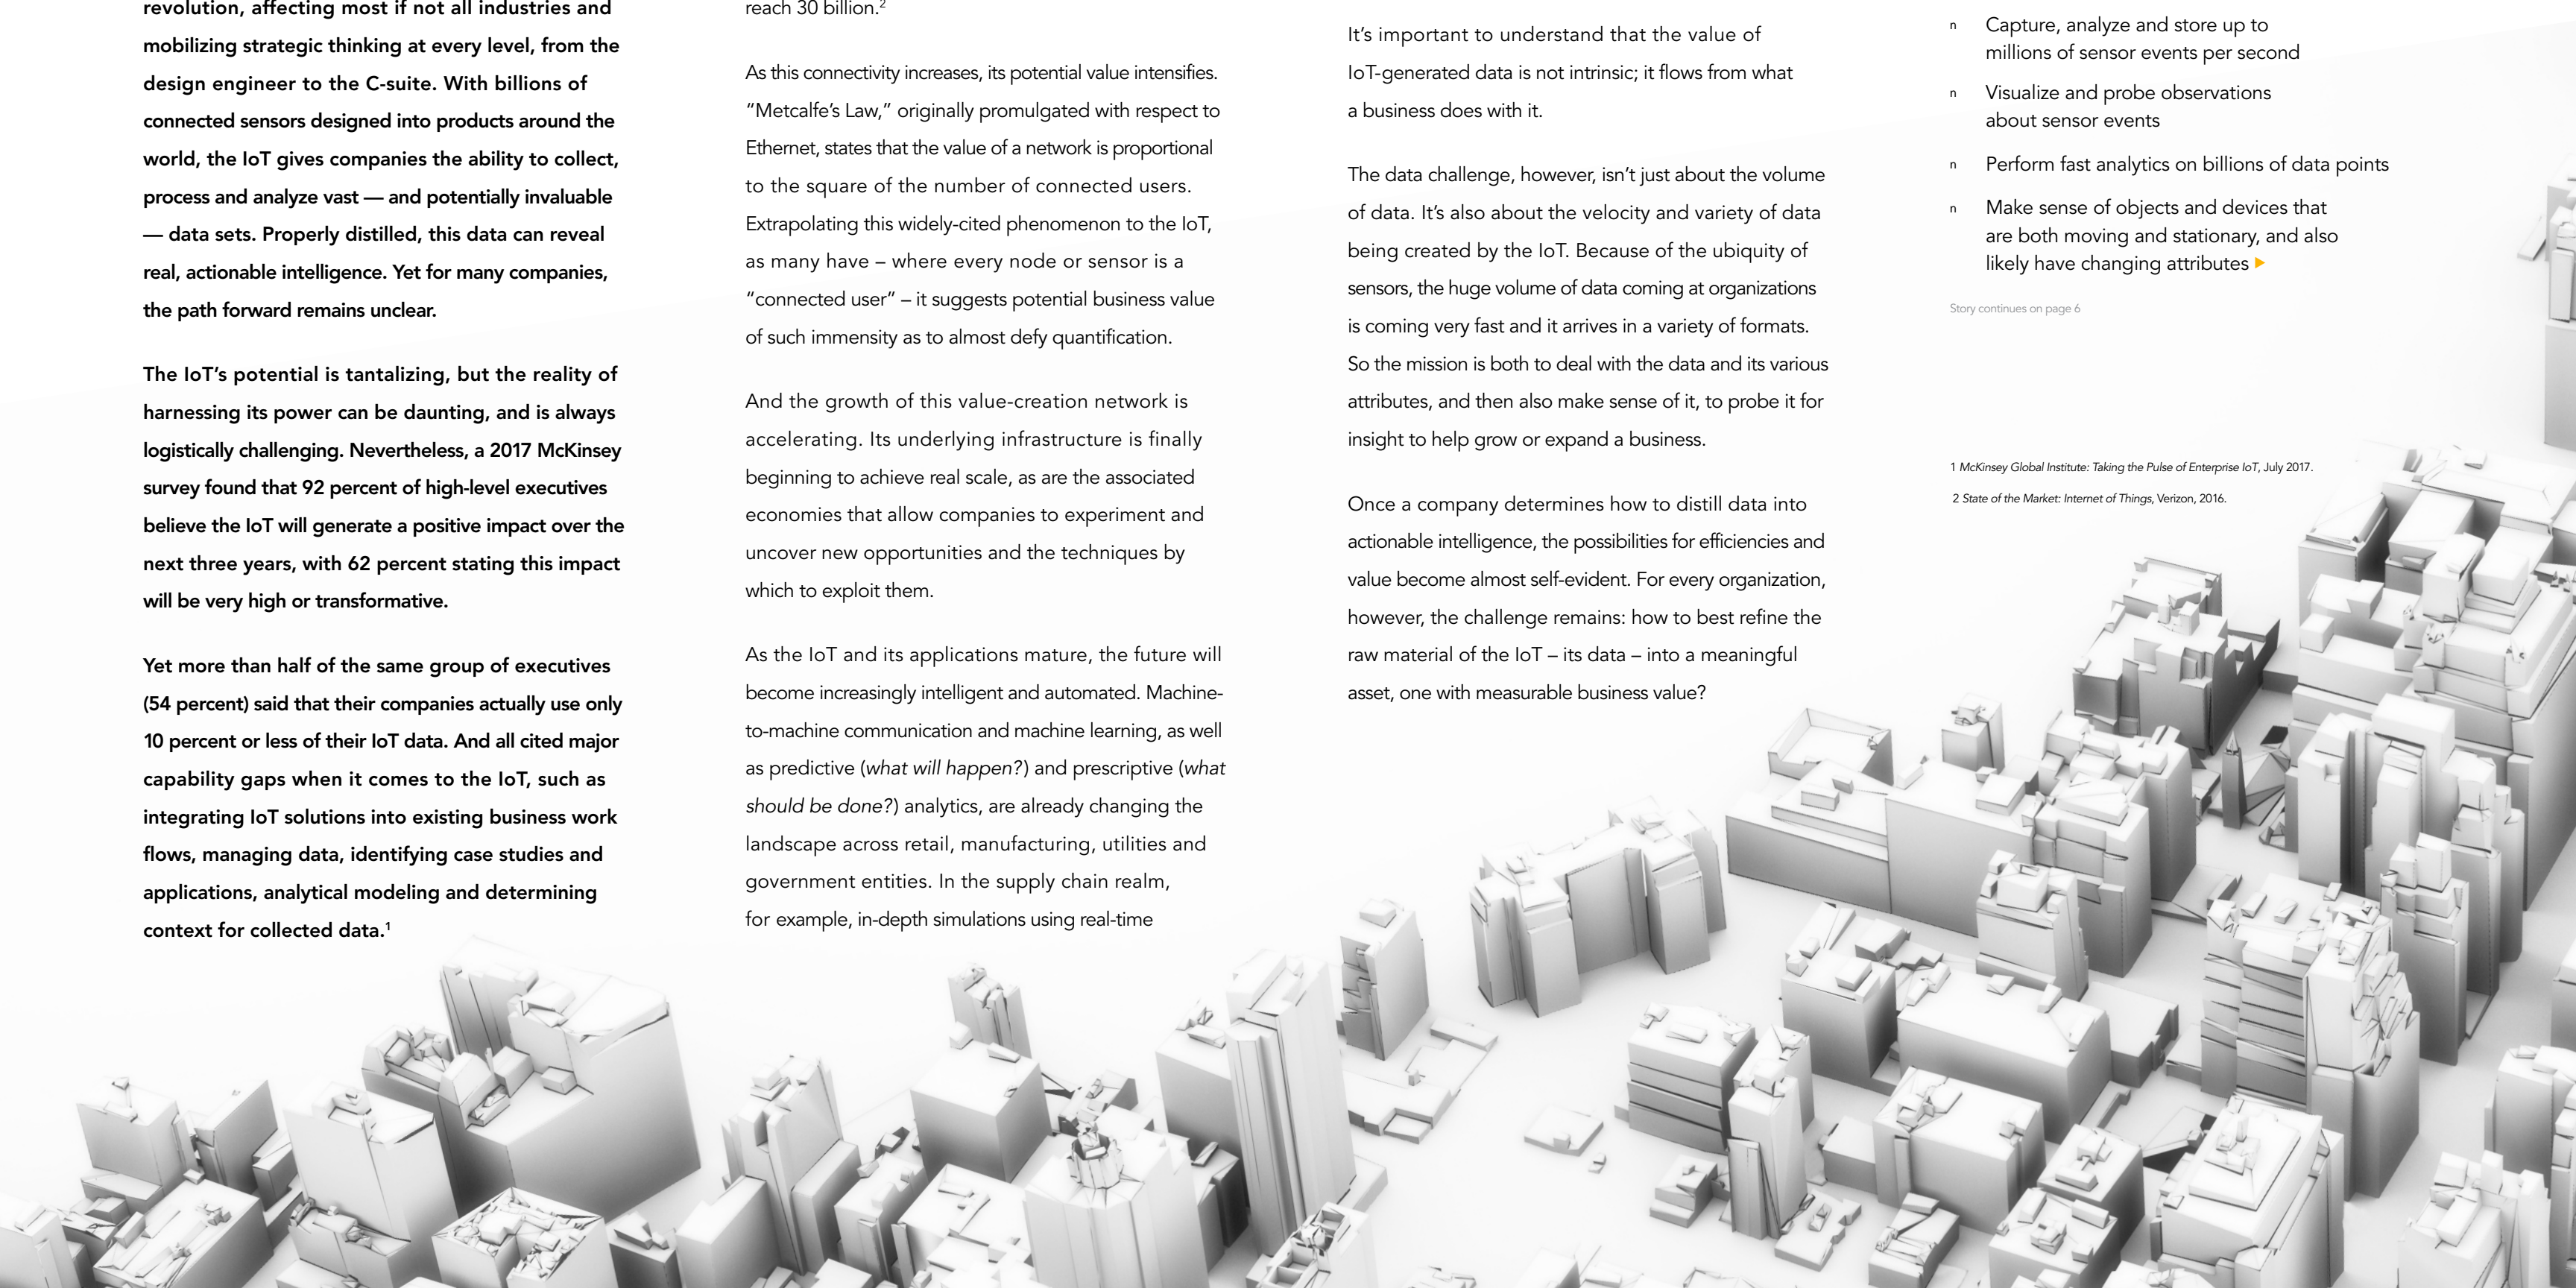 revolution, affecting most if not all industries and
mobilizing strategic thinking at every level, from the
design engineer to the C-suite. With billions of
connected sensors designed into products around the
world, the IoT gives companies the ability to collect,
process and analyze vast — and potentially invaluable
— data sets. Properly distilled, this data can reveal
real, actionable intelligence. Yet for many companies,
the path forward remains unclear.
The IoT’s potential is tantalizing, but the reality of
harnessing its power can be daunting, and is always
logistically challenging. Nevertheless, a 2017 McKinsey
survey found that 92 percent of high-level executives
believe the IoT will generate a positive impact over the
next three years, with 62 percent stating this impact
will be very high or transformative.
Yet more than half of the same group of executives
(54 percent) said that their companies actually use only
10 percent or less of their IoT data. And all cited major
capability gaps when it comes to the IoT, such as
integrating IoT solutions into existing business work
flows, managing data, identifying case studies and
applications, analytical modeling and determining
context for collected data.¹
reach 30 billion.²
As this connectivity increases, its potential value intensifies.
“Metcalfe’s Law,” originally promulgated with respect to
Ethernet, states that the value of a network is proportional
to the square of the number of connected users.
Extrapolating this widely-cited phenomenon to the IoT,
as many have – where every node or sensor is a
“connected user” – it suggests potential business value
of such immensity as to almost defy quantification.
And the growth of this value-creation network is
accelerating. Its underlying infrastructure is finally
beginning to achieve real scale, as are the associated
economies that allow companies to experiment and
uncover new opportunities and the techniques by
which to exploit them.
As the IoT and its applications mature, the future will
become increasingly intelligent and automated. Machine-
to-machine communication and machine learning, as well
as predictive (what will happen?) and prescriptive (what
should be done?) analytics, are already changing the
landscape across retail, manufacturing, utilities and
government entities. In the supply chain realm,
for example, in-depth simulations using real-time
It’s important to understand that the value of
IoT-generated data is not intrinsic; it flows from what
a business does with it.
The data challenge, however, isn’t just about the volume
of data. It’s also about the velocity and variety of data
being created by the IoT. Because of the ubiquity of
sensors, the huge volume of data coming at organizations
is coming very fast and it arrives in a variety of formats.
So the mission is both to deal with the data and its various
attributes, and then also make sense of it, to probe it for
insight to help grow or expand a business.
Once a company determines how to distill data into
actionable intelligence, the possibilities for efficiencies and
value become almost self-evident. For every organization,
however, the challenge remains: how to best refine the
raw material of the IoT – its data – into a meaningful
asset, one with measurable business value?
n Capture, analyze and store up to
millions of sensor events per second
n Visualize and probe observations
about sensor events
n Perform fast analytics on billions of data points
n Make sense of objects and devices that
are both moving and stationary, and also
likely have changing attributes ▶
Story continues on page 6
1 McKinsey Global Institute: Taking the Pulse of Enterprise IoT, July 2017.
2 State of the Market: Internet of Things, Verizon, 2016.